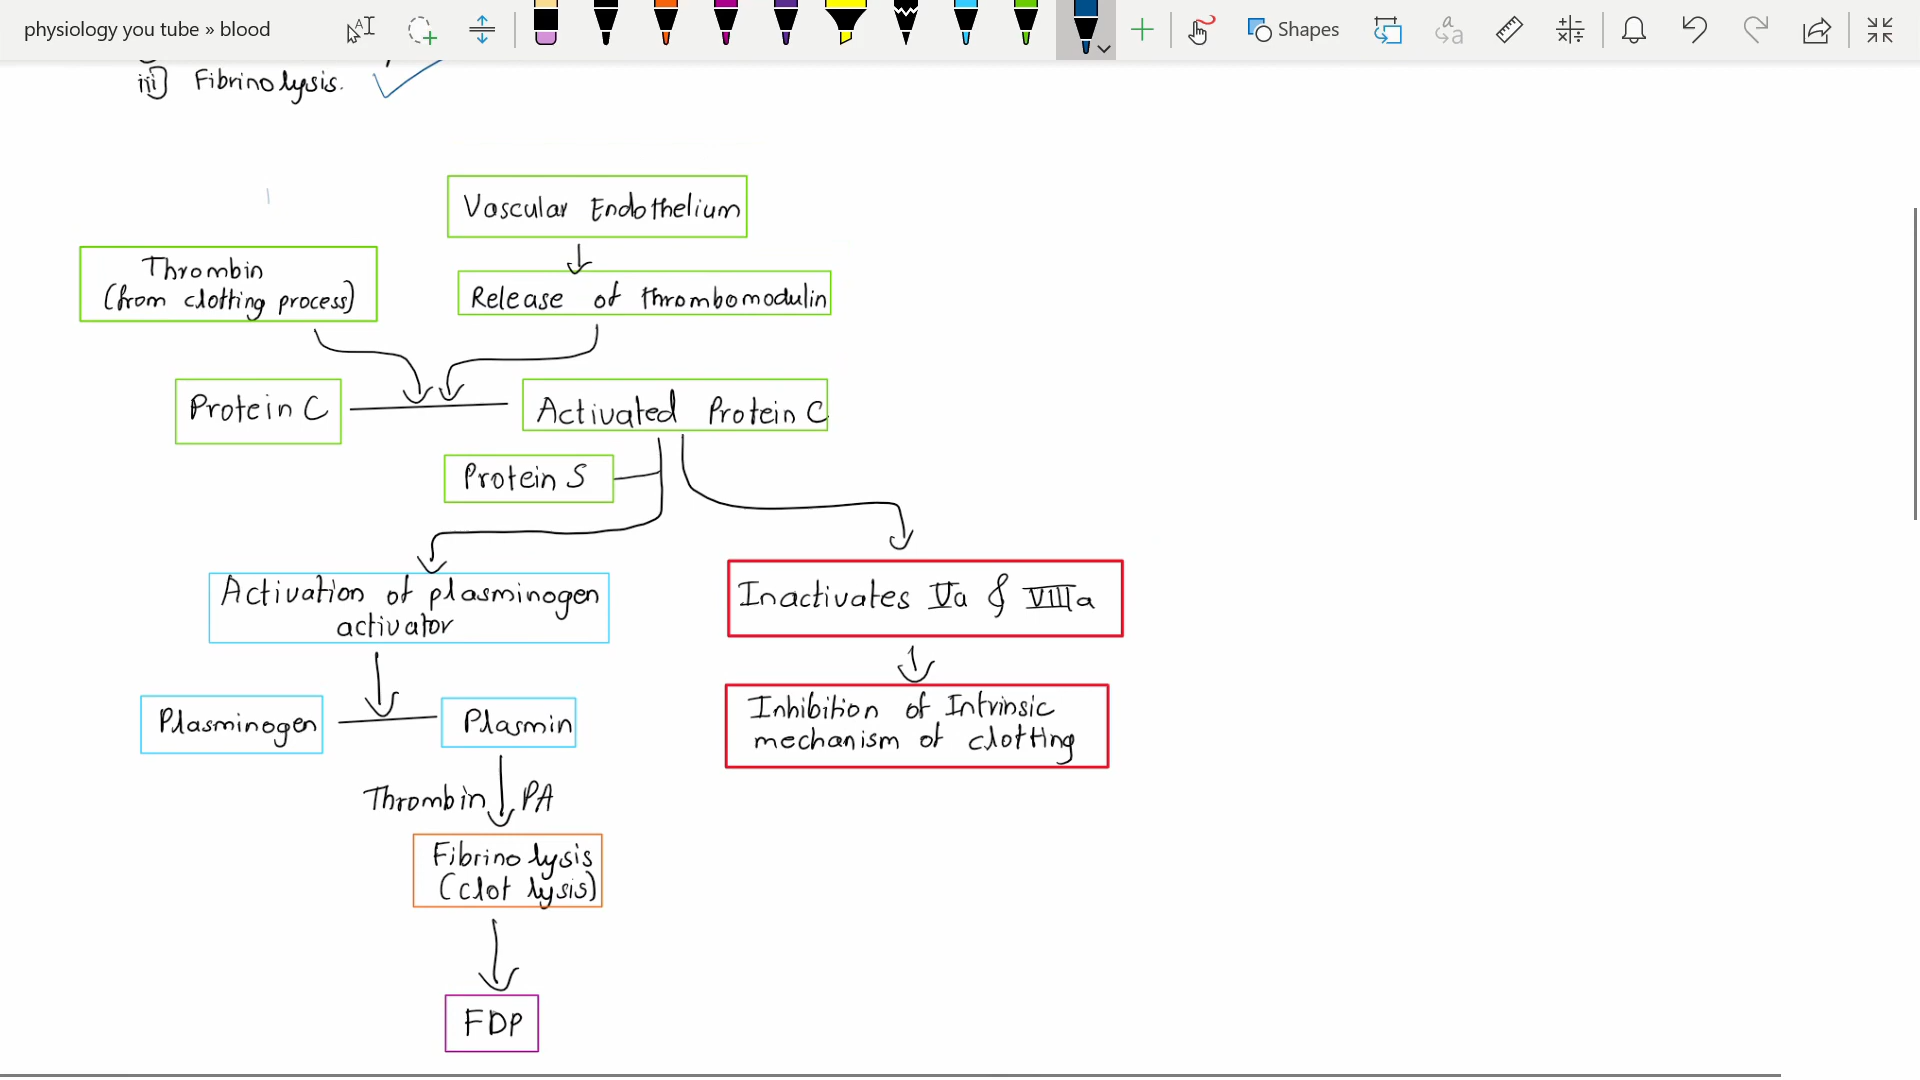 physiology you tube » blood
Shapes
iii) Fibrinolysis.
Vascular Endothelium
Thrombin
(from clotting process)
Release of thrombomodulin
Protein C
Activated Protein C
Protein S
Activation of plasminogen
activator
Inactivates Va & VIIIa
Plasminogen
Plasmin
Inhibition of Intrinsic
mechanism of clotting
Thrombin PA
Fibrinolysis
(clot lysis)
FDP